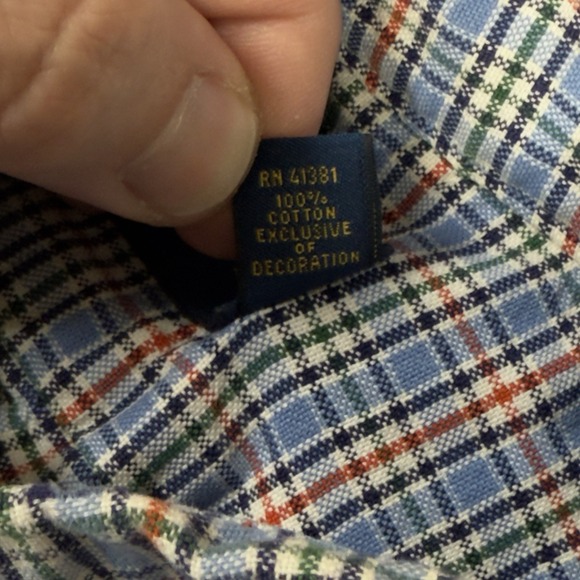 RN 41381
100%
COTTON
EXCLUSIVE
OF
DECORATION